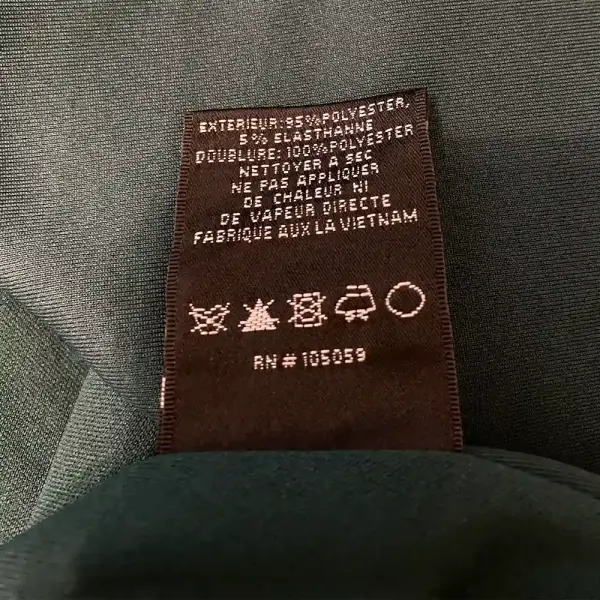 EXTERIEUR:95%POLYESTER,
5% ELASTHANNE
DOUBLURE: 100%POLYESTER
NETTOYER A SEC
NE PAS APPLIQUER
DE CHALEUR NI
DE VAPEUR DIRECTE
FABRIQUE AUX LA VIETNAM
RN # 105059